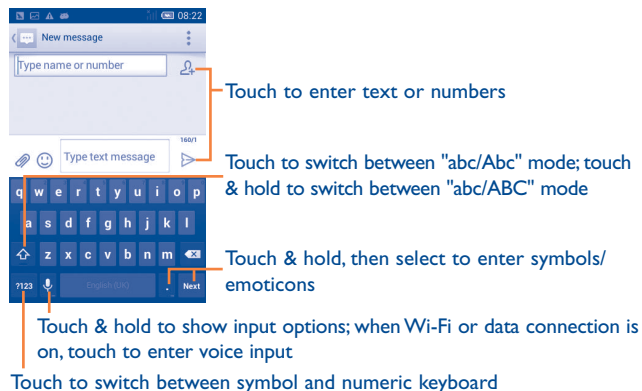 08:22
New message
Type name or number
Touch to enter text or numbers
160/1
Type text message
Touch to switch between "abc/Abc" mode; touch
& hold to switch between "abc/ABC" mode
q w e r t y u i o p
a s d f g h j k l
z x c v b n m
Touch & hold, then select to enter symbols/
emoticons
?123 English (UK) . Next
Touch & hold to show input options; when Wi-Fi or data connection is
on, touch to enter voice input
Touch to switch between symbol and numeric keyboard